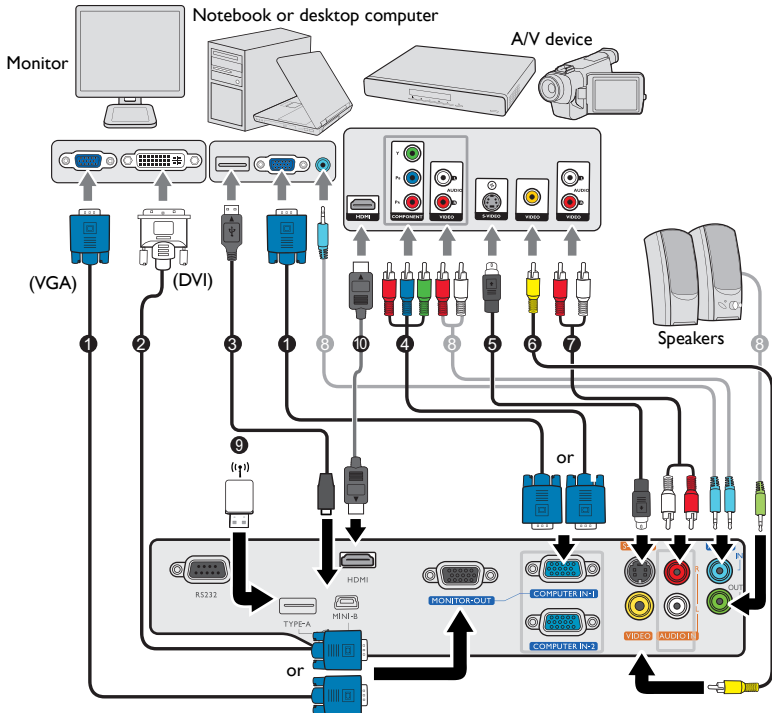 Notebook or desktop computer
A/V device
Monitor
Y
PB
PR
AUDIO
AUDIO
HDMI
COMPONENT
VIDEO
S-VIDEO
VIDEO
VIDEO
(VGA)
(DVI)
Speakers
1
2
3
1
8
10
4
8
5
6
7
8
9
or
RS232
HDMI
TYPE-A
MINI-B
MONITOR-OUT
COMPUTER IN-1
COMPUTER IN-2
VIDEO
AUDIO IN
R
L
IN
OUT
or